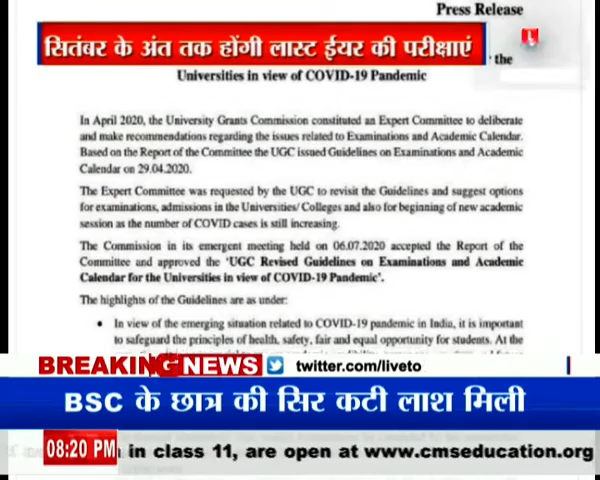 Press Release
सितंबर के अंत तक होंगी लास्ट ईयर की परीक्षाएं
the
Universities in view of COVID-19 Pandemic
In April 2020, the University Grants Commission constituted an Expert Committee to deliberate
and make recommendations regarding the issues related to Examinations and Academic Calendar.
Based on the Report of the Committee the UGC issued Guidelines on Examinations and Academic
Calendar on 29.04.2020.
The Expert Committee was requested by the UGC to revisit the Guidelines and suggest options
for examinations, admissions in the Universities/ Colleges and also for beginning of new academic
session as the number of COVID cases is still increasing.
The Commission in its emergent meeting held on 06.07.2020 accepted the Report of the
Committee and approved the 'UGC Revised Guidelines on Examinations and Academic
Calendar for the Universities in view of COVID-19 Pandemic'.
The highlights of the Guidelines are as under:
• In view of the emerging situation related to COVID-19 pandemic in India, it is important
to safeguard the principles of health, safety, fair and equal opportunity for students. At the
BREAKING NEWS twitter.com/liveto
BSC के छात्र की सिर कटी लाश मिली
08:20 PM in class 11, are open at www.cmseducation.org